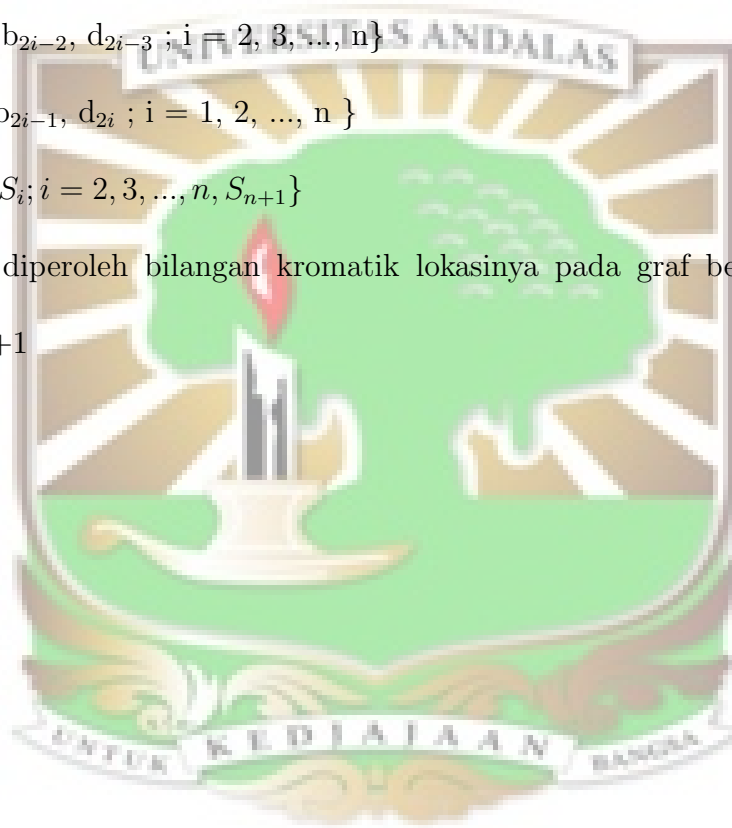 b₂ᵢ₋₂, d₂ᵢ₋₃ ; i = 2, 3, ..., n}
UNIVERSITAS ANDALAS
b₂ᵢ₋₁, d₂ᵢ ; i = 1, 2, ..., n }
Sᵢ; i = 2, 3, ..., n, Sₙ₊₁}
diperoleh bilangan kromatik lokasinya pada graf be
+1
UNTUK KEDJAJAAN BANGSA